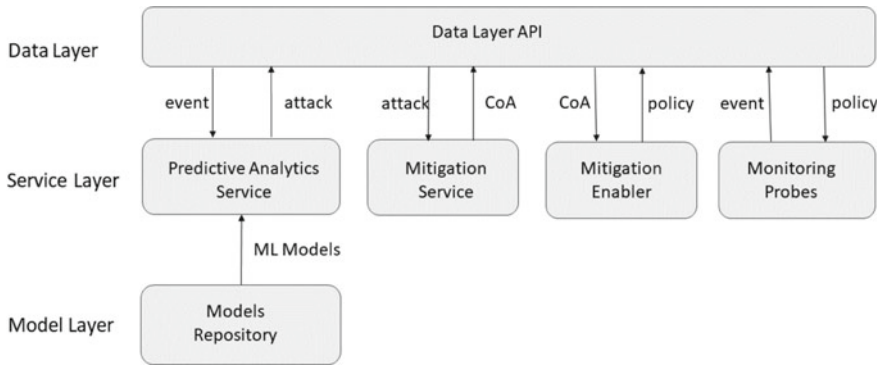 Data Layer API
Data Layer
event
attack
attack
CoA
CoA
policy
event
policy
Service Layer
Predictive Analytics
Service
Mitigation
Service
Mitigation
Enabler
Monitoring
Probes
ML Models
Model Layer
Models
Repository